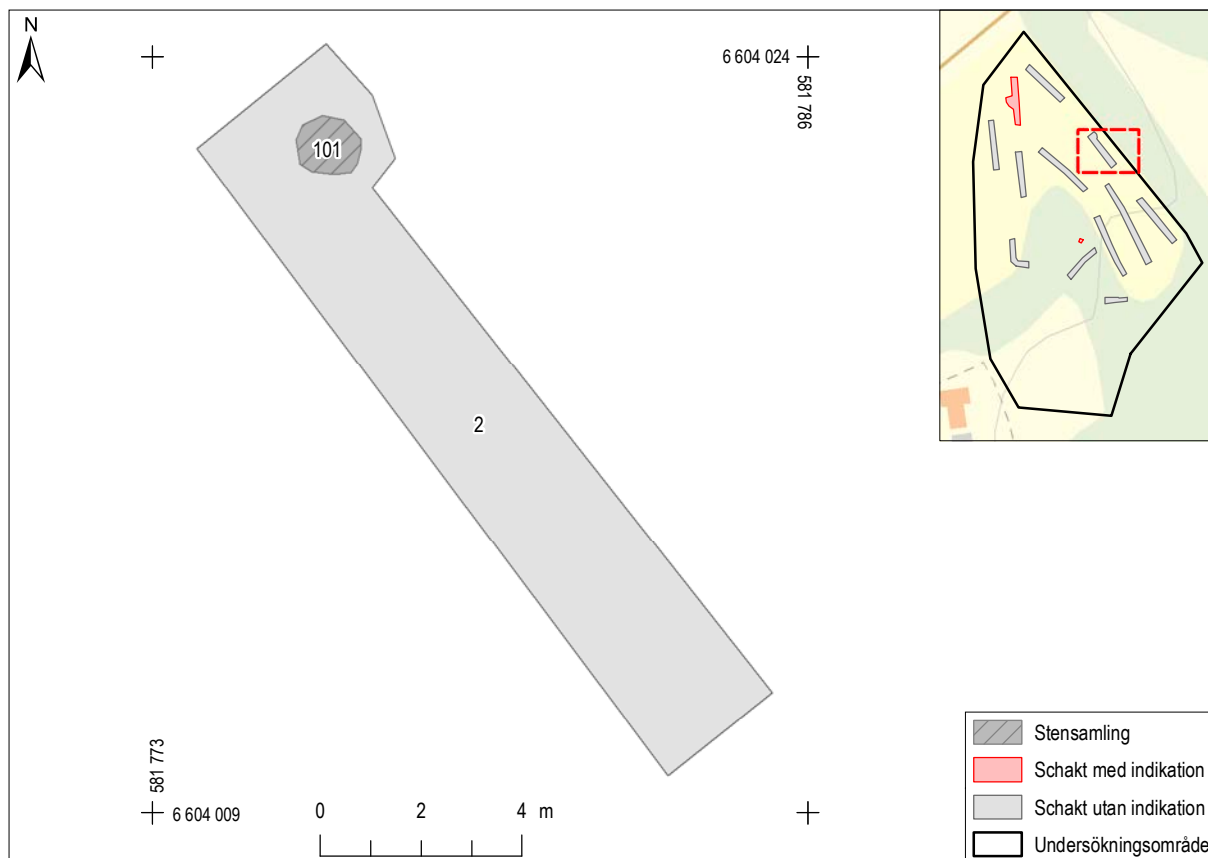 N
6 604 024
581 786
101
2
581 773
6 604 009
0 2 4 m
Stensamling
Schakt med indikation
Schakt utan indikation
Undersökningsområde